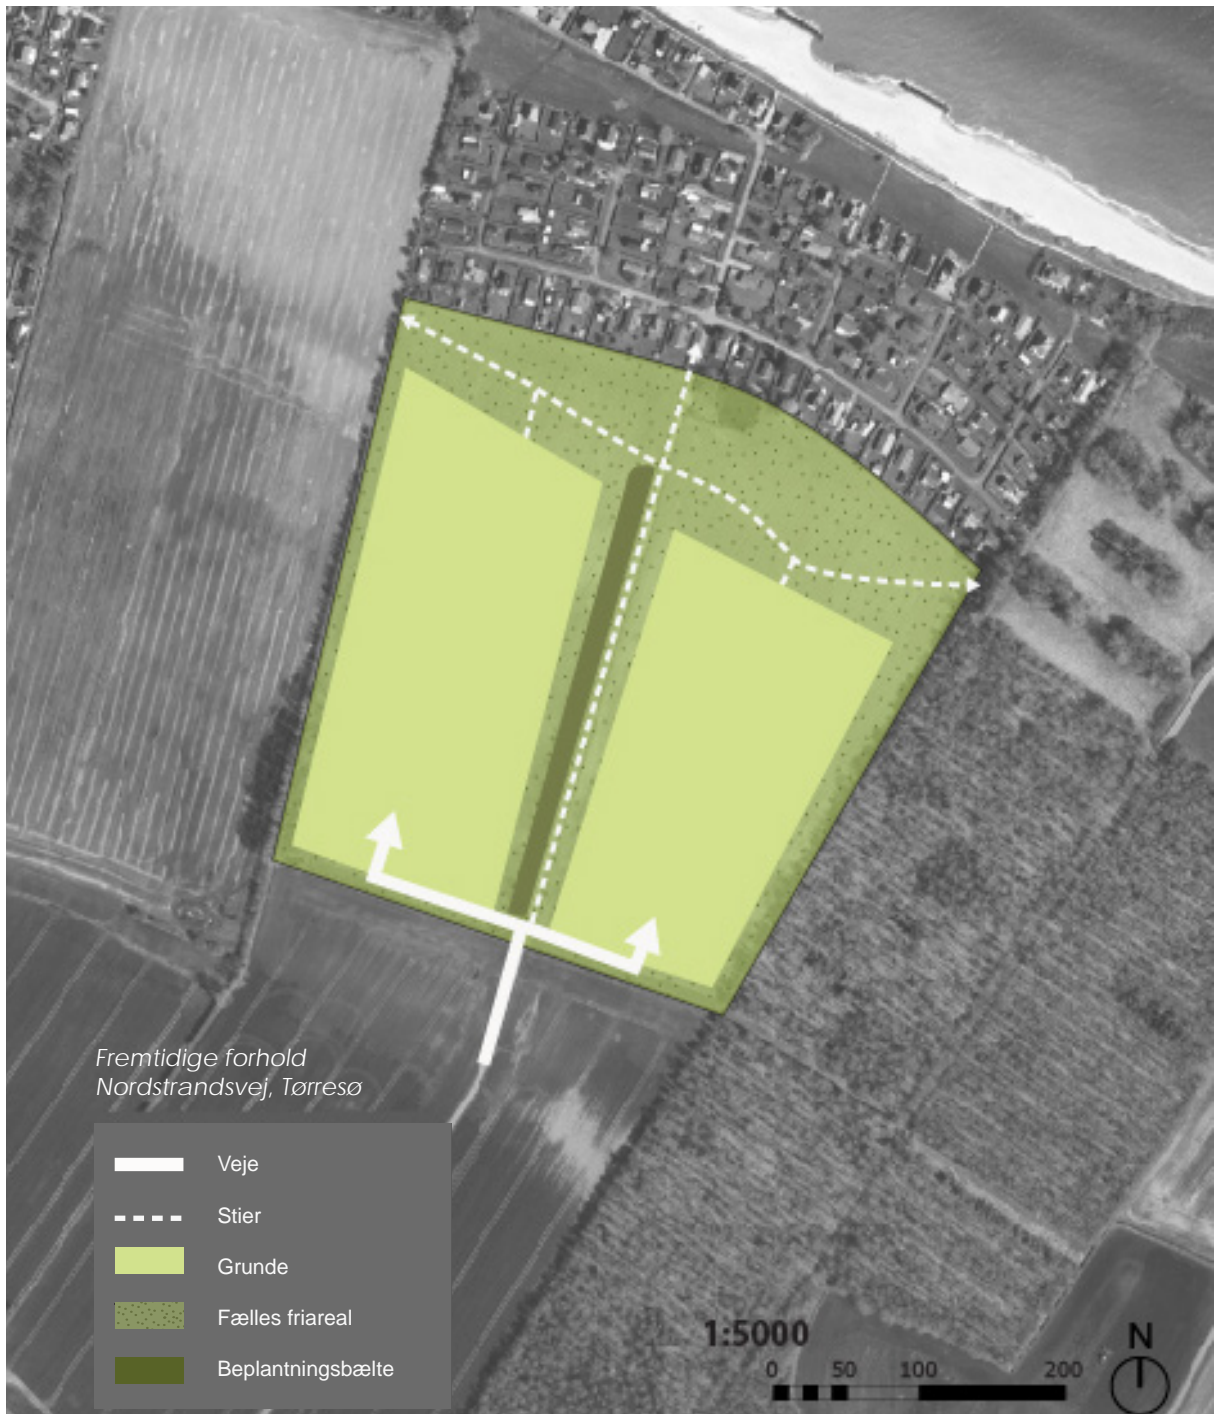 Fremtidige forhold
Nordstrandsvej, Tørresø
Veje
Stier
Grunde
Fælles friareal
Beplantningsbælte
1:5000
0 50 100 200
N